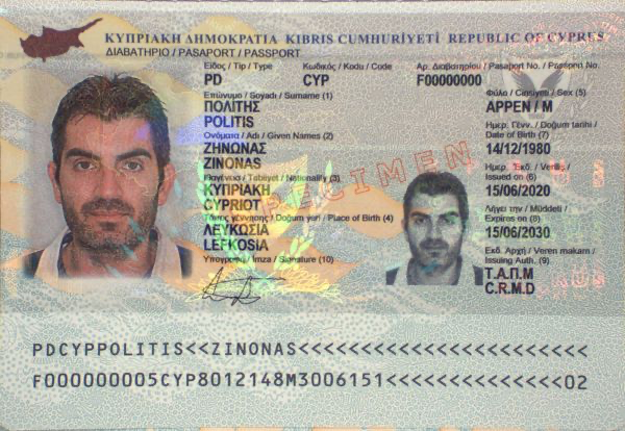 ΚΥΠΡΙΑΚΗ ΔΗΜΟΚΡΑΤΙΑ KIBRIS CUMHURİYETİ REPUBLIC OF CYPRUS
ΔΙΑΒΑΤΗΡΙΟ / PASAPORT / PASSPORT
Είδος / Tip / Type
Κωδικός / Kodu / Code
Αρ. Διαβατηρίου / Pasaport No. / Passport No.
PD
CYP
F00000000
Επώνυμο / Soyadı / Surname (1)
ΠΟΛΙΤΗΣ
POLITIS
Ονόματα / Adı / Given Names (2)
ΖΗΝΩΝΑΣ
ZINONAS
Ιθαγένεια / Tabiyet / Nationality (3)
ΚΥΠΡΙΑΚΗ
CYPRIOT
Τόπος γέννησης / Doğum yeri / Place of Birth (4)
ΛΕΥΚΩΣΙΑ
LEFKOSIA
Υπογραφή / İmza / Signature (10)
Φύλο / Cinsiyeti / Sex (5)
ΑΡΡΕΝ / M
Ημερ. Γένν. / Doğum tarihi /
Date of Birth (7)
14/12/1980
Ημερ. Έκδ. / Veriliş /
Issued on (6)
15/06/2020
Λήγει την / Müddeti /
Expires on (8)
15/06/2030
Εκδ. Αρχή / Veren makam /
Issuing Auth. (9)
Τ.Α.Π.Μ
C.R.M.D
SPECIMEN
PDCYPPOLITIS<<ZINONAS<<<<<<<<<<<<<<<<<<<<<<<
F000000005CYP8012148M3006151<<<<<<<<<<<<<<02